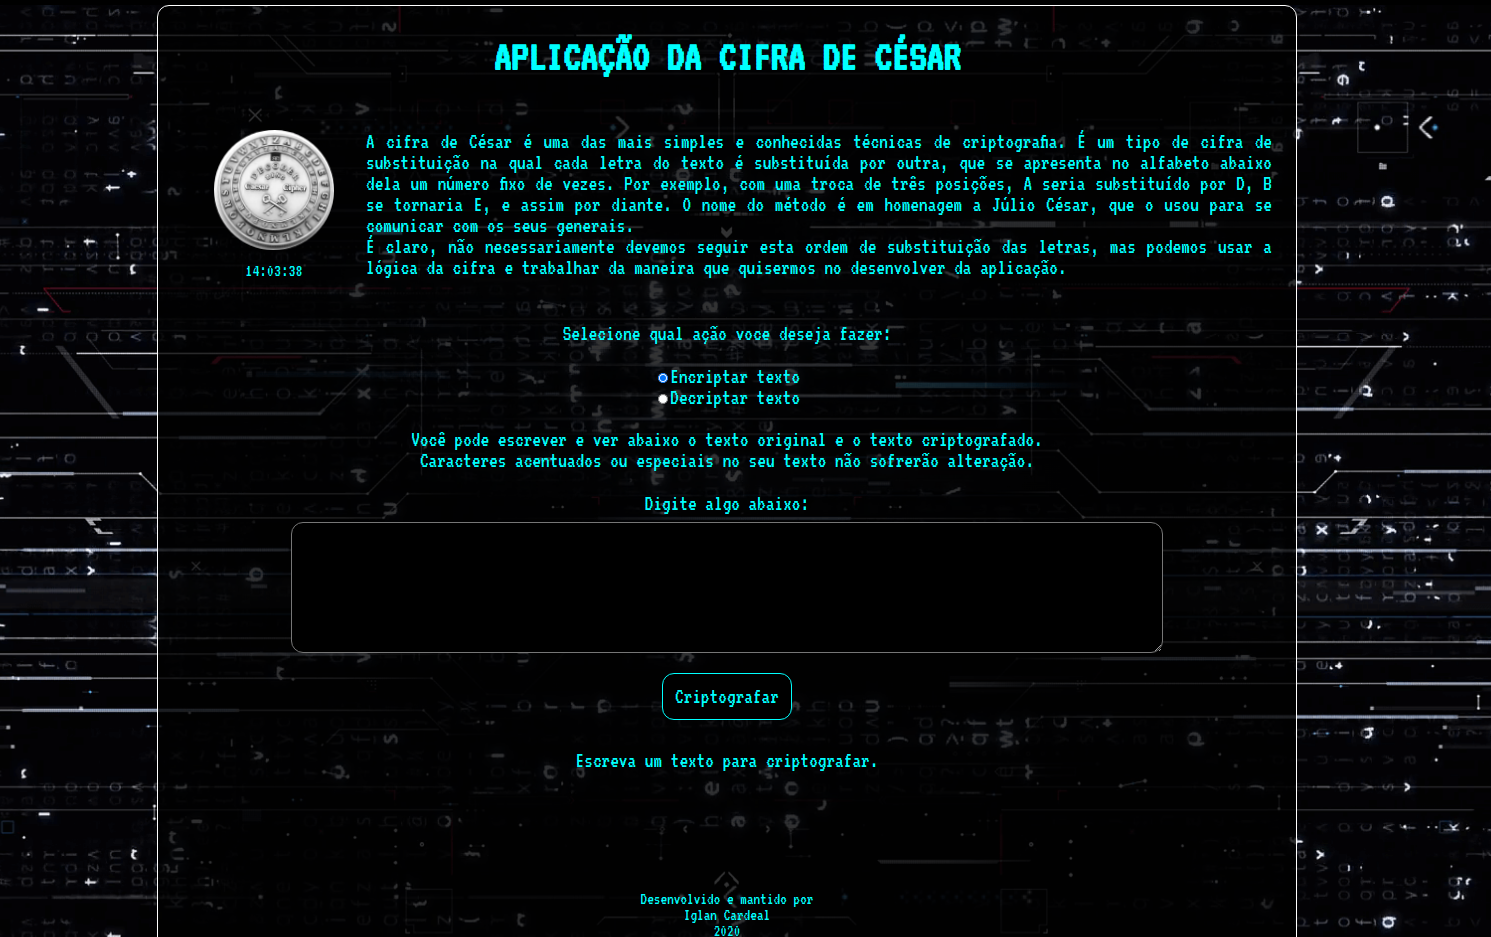 APLICAÇÃO DA CIFRA DE CÉSAR
A cifra de César é uma das mais simples e conhecidas técnicas de criptografia. É um tipo de cifra de
substituição na qual cada letra do texto é substituída por outra, que se apresenta no alfabeto abaixo
dela um número fixo de vezes. Por exemplo, com uma troca de três posições, A seria substituído por D, B
se tornaria E, e assim por diante. O nome do método é em homenagem a Júlio César, que o usou para se
comunicar com os seus generais.
É claro, não necessariamente devemos seguir esta ordem de substituição das letras, mas podemos usar a
lógica da cifra e trabalhar da maneira que quisermos no desenvolver da aplicação.
Caesar Cipher
14:03:38
Selecione qual ação voce deseja fazer:
Encriptar texto
Decriptar texto
Você pode escrever e ver abaixo o texto original e o texto criptografado.
Caracteres acentuados ou especiais no seu texto não sofrerão alteração.
Digite algo abaixo:
Criptografar
Escreva um texto para criptografar.
Desenvolvido e mantido por
Iglan Cardeal
2020